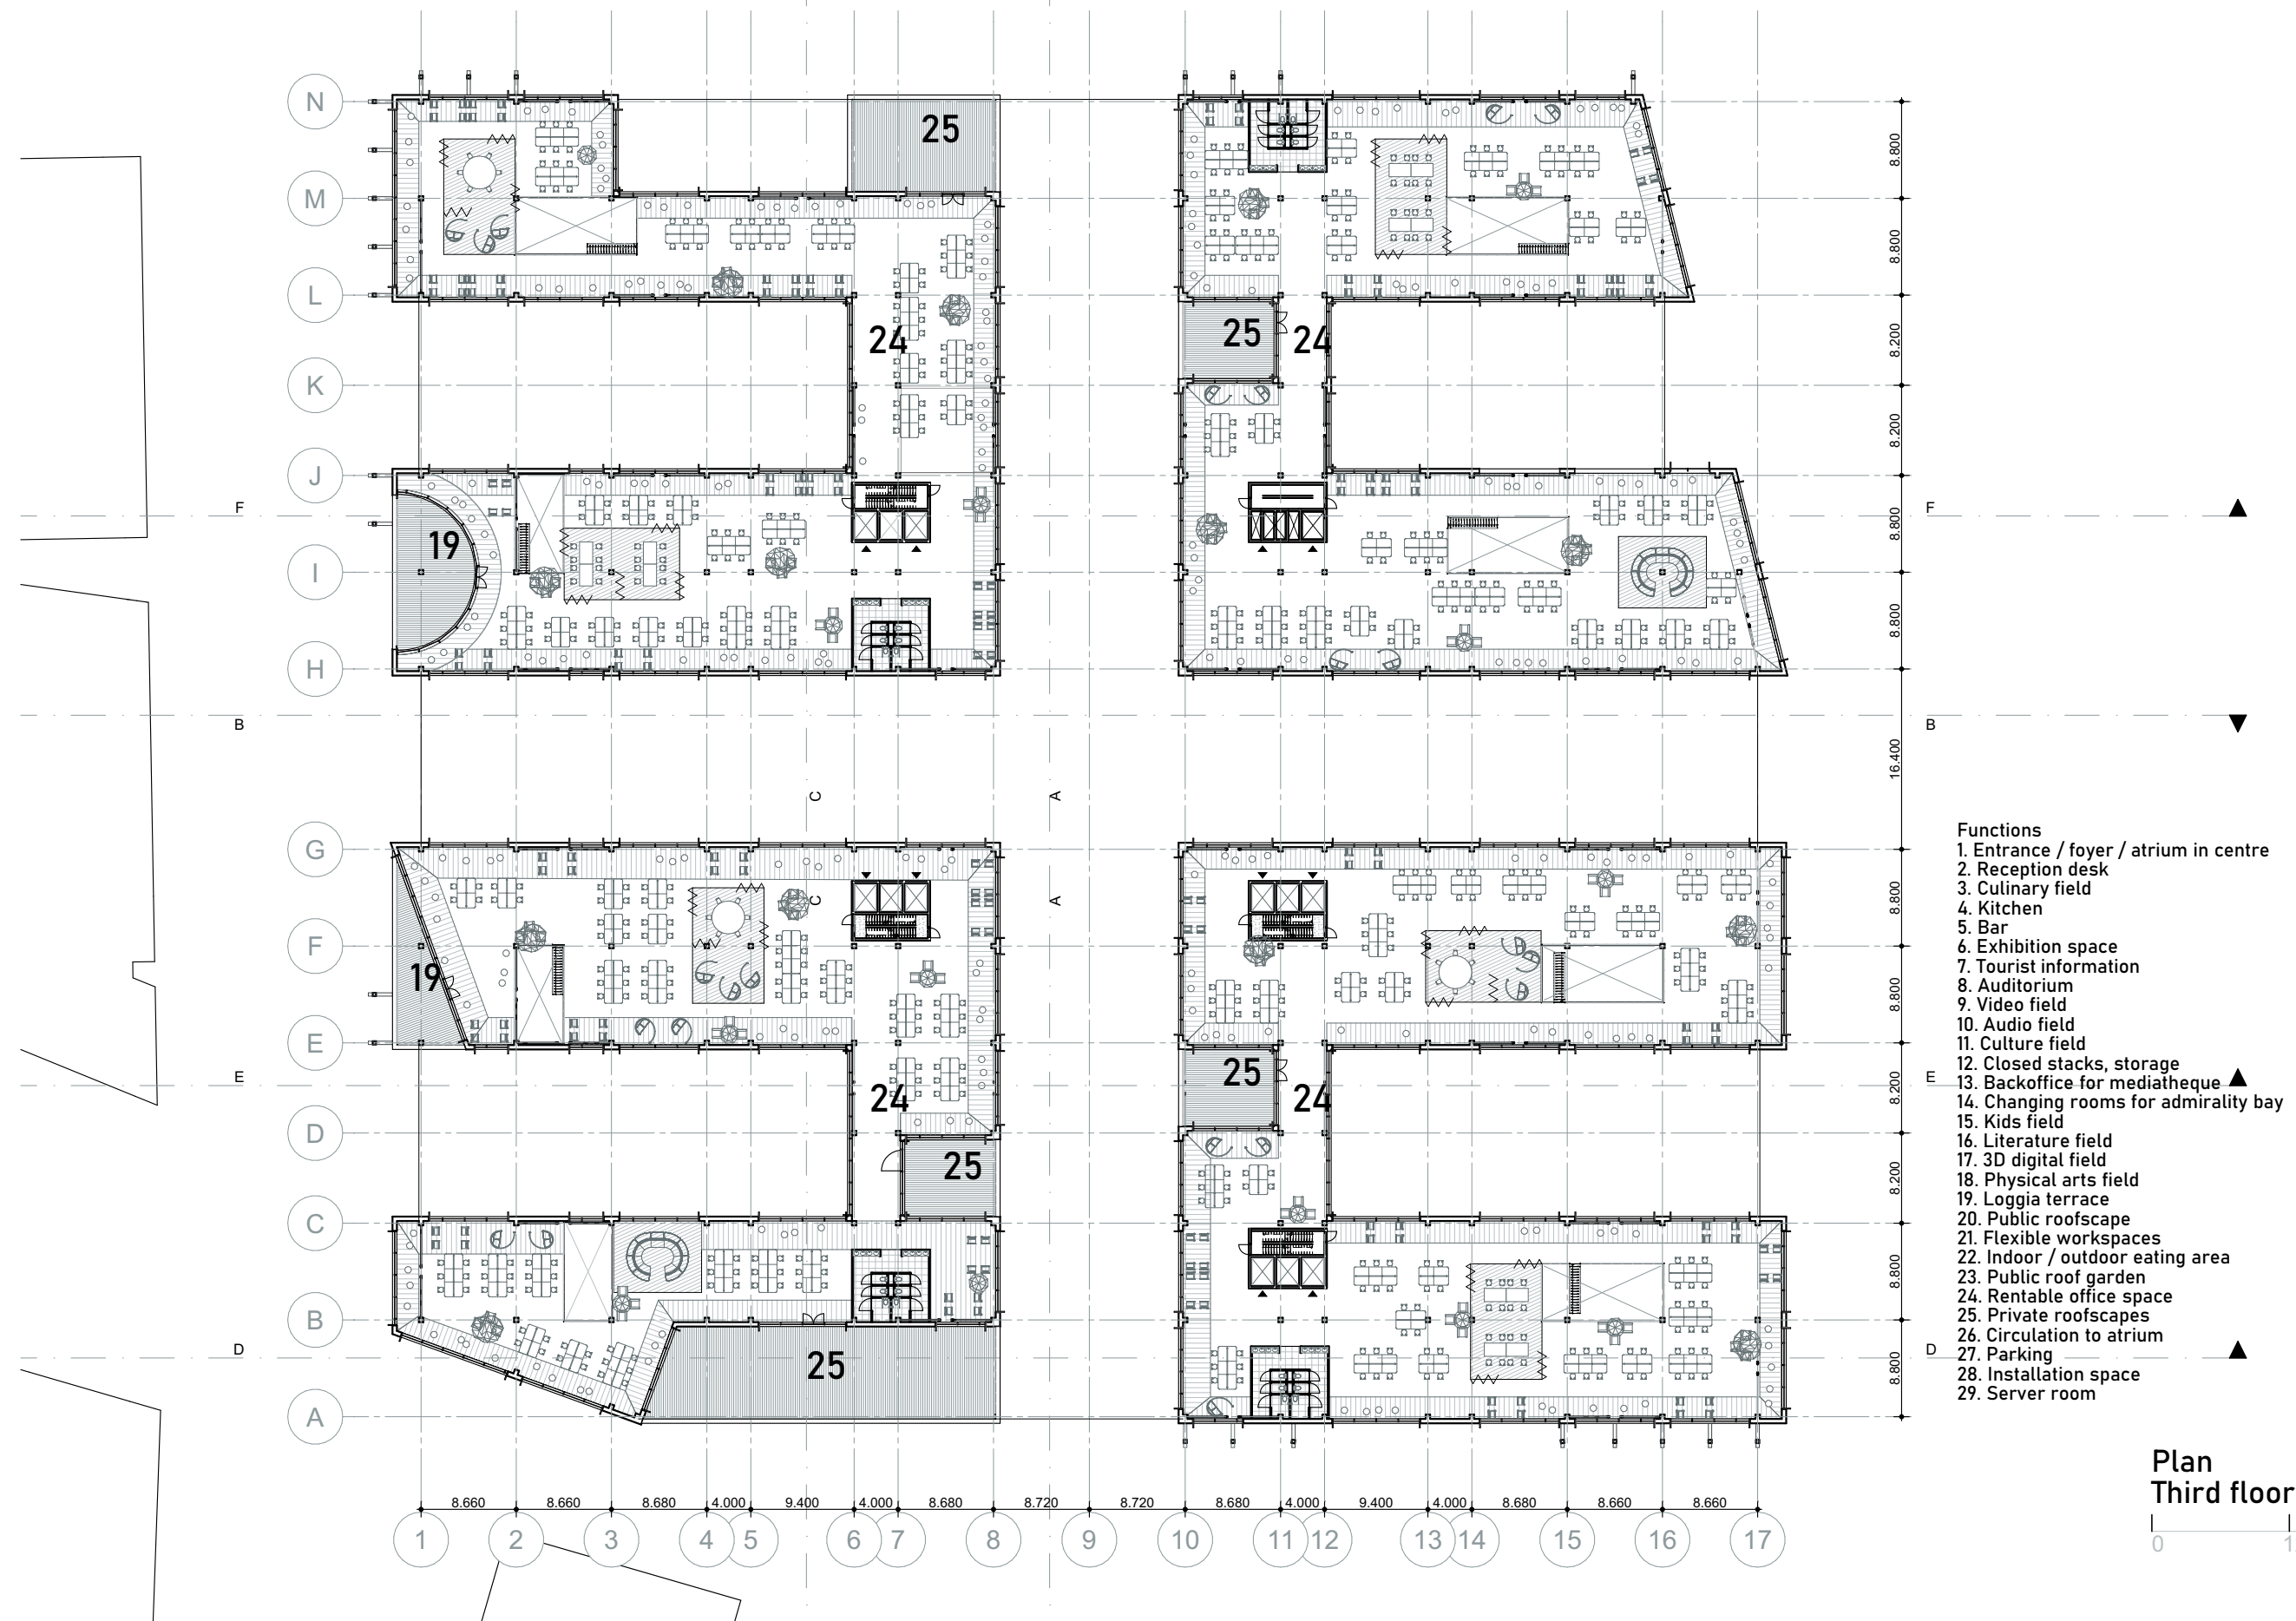 N
25
8.800
M
8.800
L
25
24
24
8.200
K
8.200
J
F
F
19
8.800
I
8.800
H
B
B
16.400
C
A
Functions
1. Entrance / foyer / atrium in centre
2. Reception desk
3. Culinary field
4. Kitchen
5. Bar
6. Exhibition space
7. Tourist information
8. Auditorium
9. Video field
10. Audio field
11. Culture field
12. Closed stacks, storage
13. Backoffice for mediatheque
14. Changing rooms for admirality bay
15. Kids field
16. Literature field
17. 3D digital field
18. Physical arts field
19. Loggia terrace
20. Public roofscape
21. Flexible workspaces
22. Indoor / outdoor eating area
23. Public roof garden
24. Rentable office space
25. Private roofscapes
26. Circulation to atrium
27. Parking
28. Installation space
29. Server room
G
C
A
8.800
F
19
8.800
E
25
E
E
24
24
8.200
D
25
8.200
C
8.800
B
D
D
25
8.800
A
Plan
Third floor
0 1
8.660 8.660 8.680 4.000 9.400 4.000 8.680 8.720 8.720 8.680 4.000 9.400 4.000 8.680 8.660 8.660
1 2 3 4 5 6 7 8 9 10 11 12 13 14 15 16 17